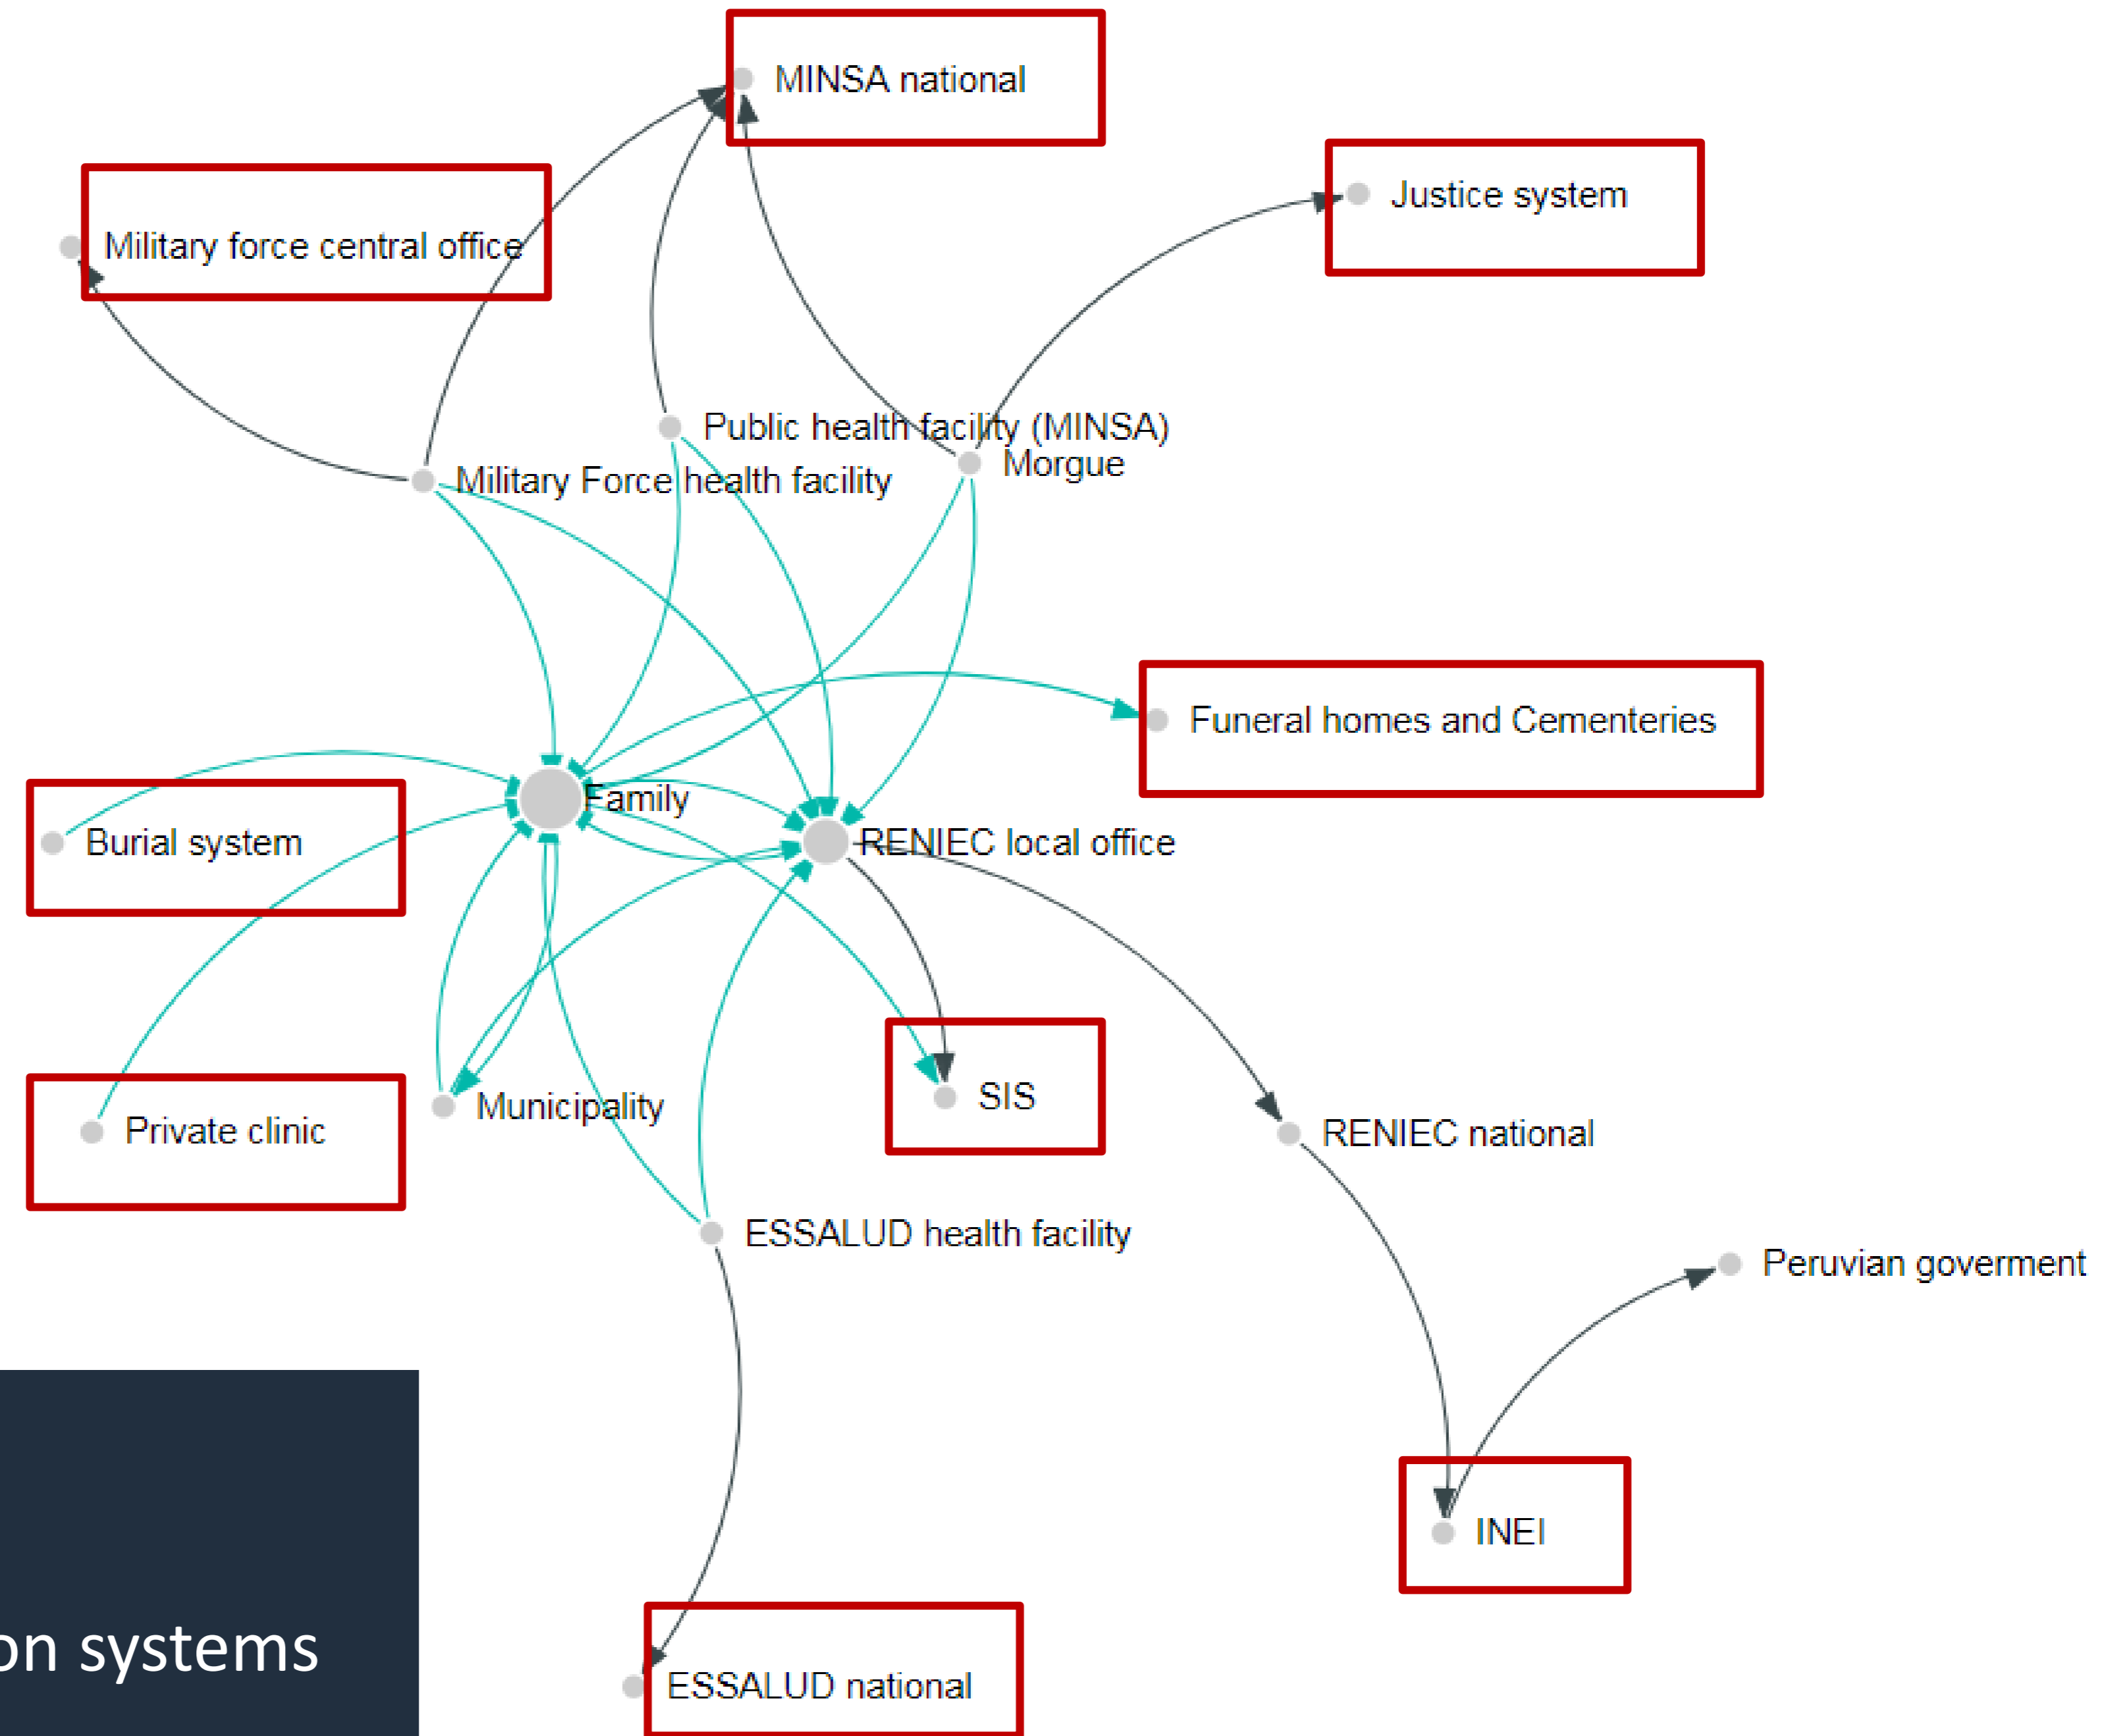 MINSA national
Justice system
Military force central office
Public health facility (MINSA)
Morgue
Military Force health facility
Funeral homes and Cementeries
Family
RENIEC local office
Burial system
SIS
Municipality
Private clinic
RENIEC national
ESSALUD health facility
Peruvian goverment
INEI
on systems
ESSALUD national